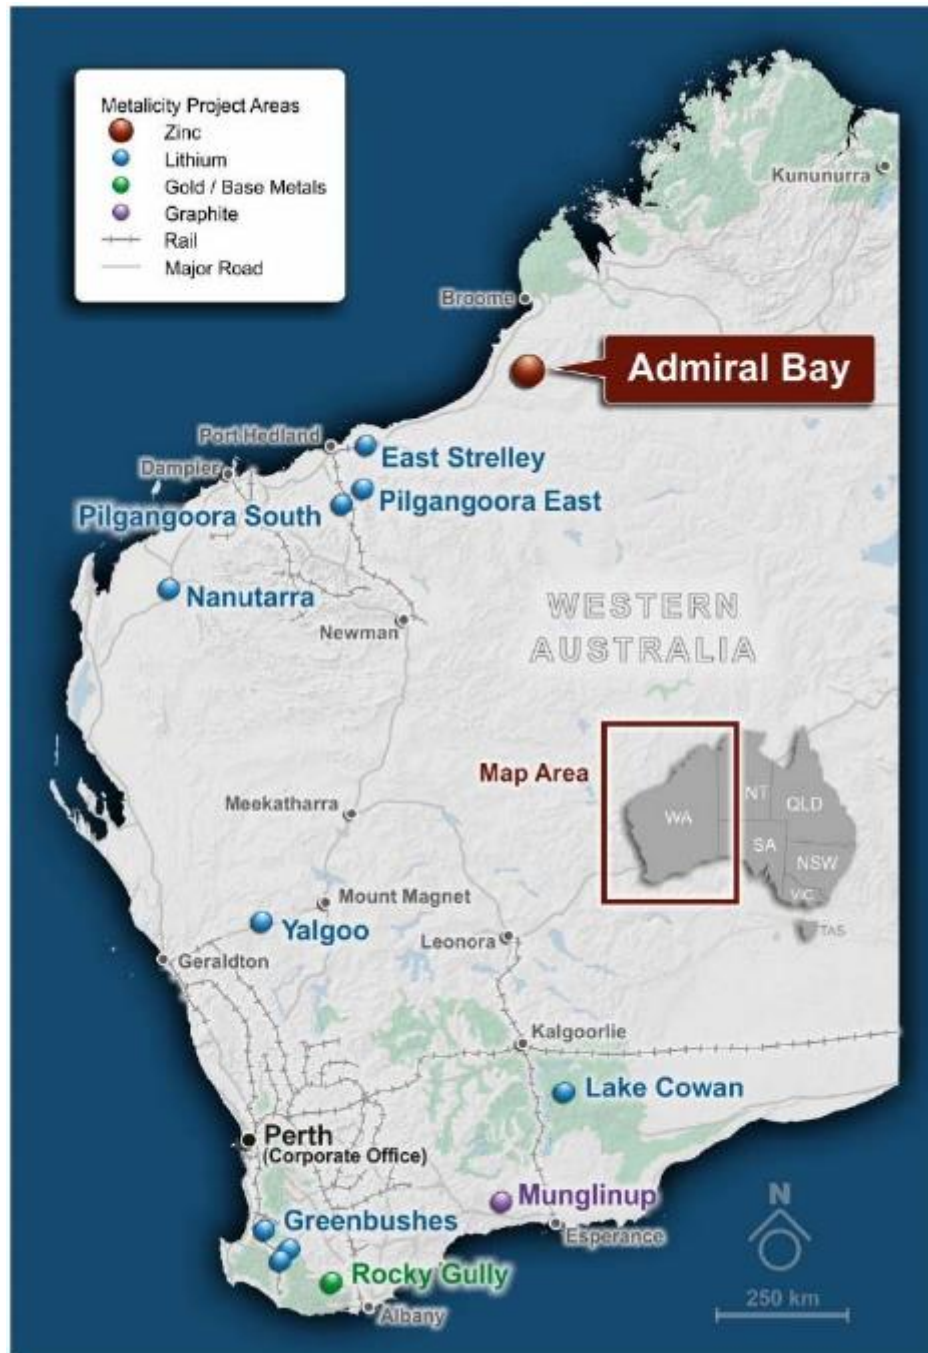 Metalicity Project Areas
Zinc
Lithium
Gold / Base Metals
Graphite
Rail
Major Road
Kununurra
Broome
Admiral Bay
Port Hedland
East Strelley
Dampier
Pilgangoora East
Pilgangoora South
Nanutarra
WESTERN
AUSTRALIA
Newman
Map Area
NT
QLD
WA
SA
NSW
VIC
TAS
Meekatharra
Mount Magnet
Yalgoo
Leonora
Geraldton
Kalgoorlie
Lake Cowan
Perth
(Corporate Office)
Munglinup
Greenbushes
Esperance
Rocky Gully
Albany
N
250 km